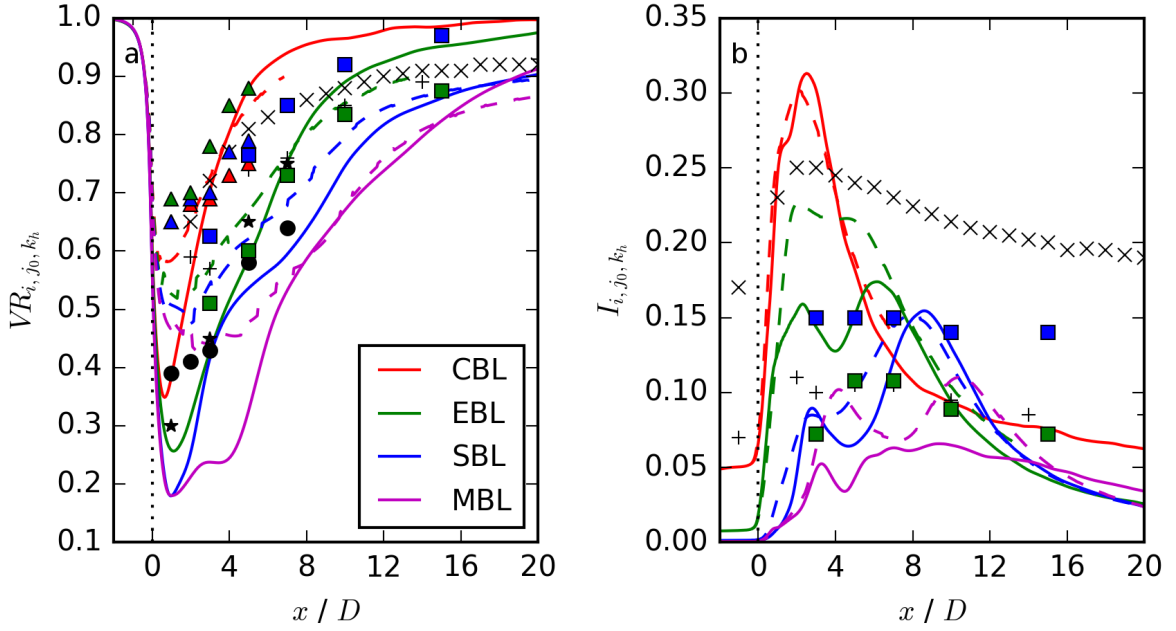 1.0
0.9
0.8
0.7
0.6
0.5
0.4
0.3
0.2
0.1
VR_{i, j_0, k_h}
a
CBL
EBL
SBL
MBL
0 4 8 12 16 20
x / D
0.35
0.30
0.25
0.20
0.15
0.10
0.05
0.00
I_{i, j_0, k_h}
b
0 4 8 12 16 20
x / D